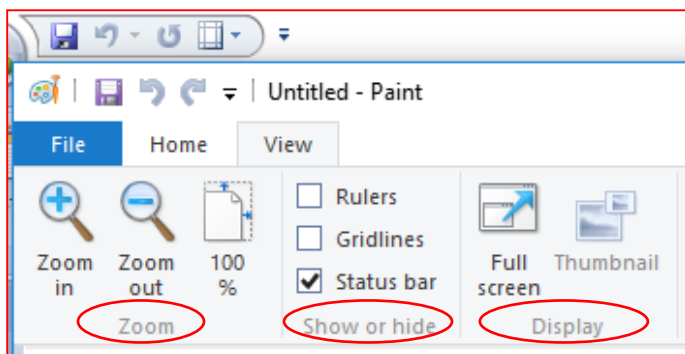 Untitled - Paint
File Home View
Rulers
Gridlines
Status bar
Zoom in
Zoom out
100 %
Full screen
Thumbnail
Zoom
Show or hide
Display